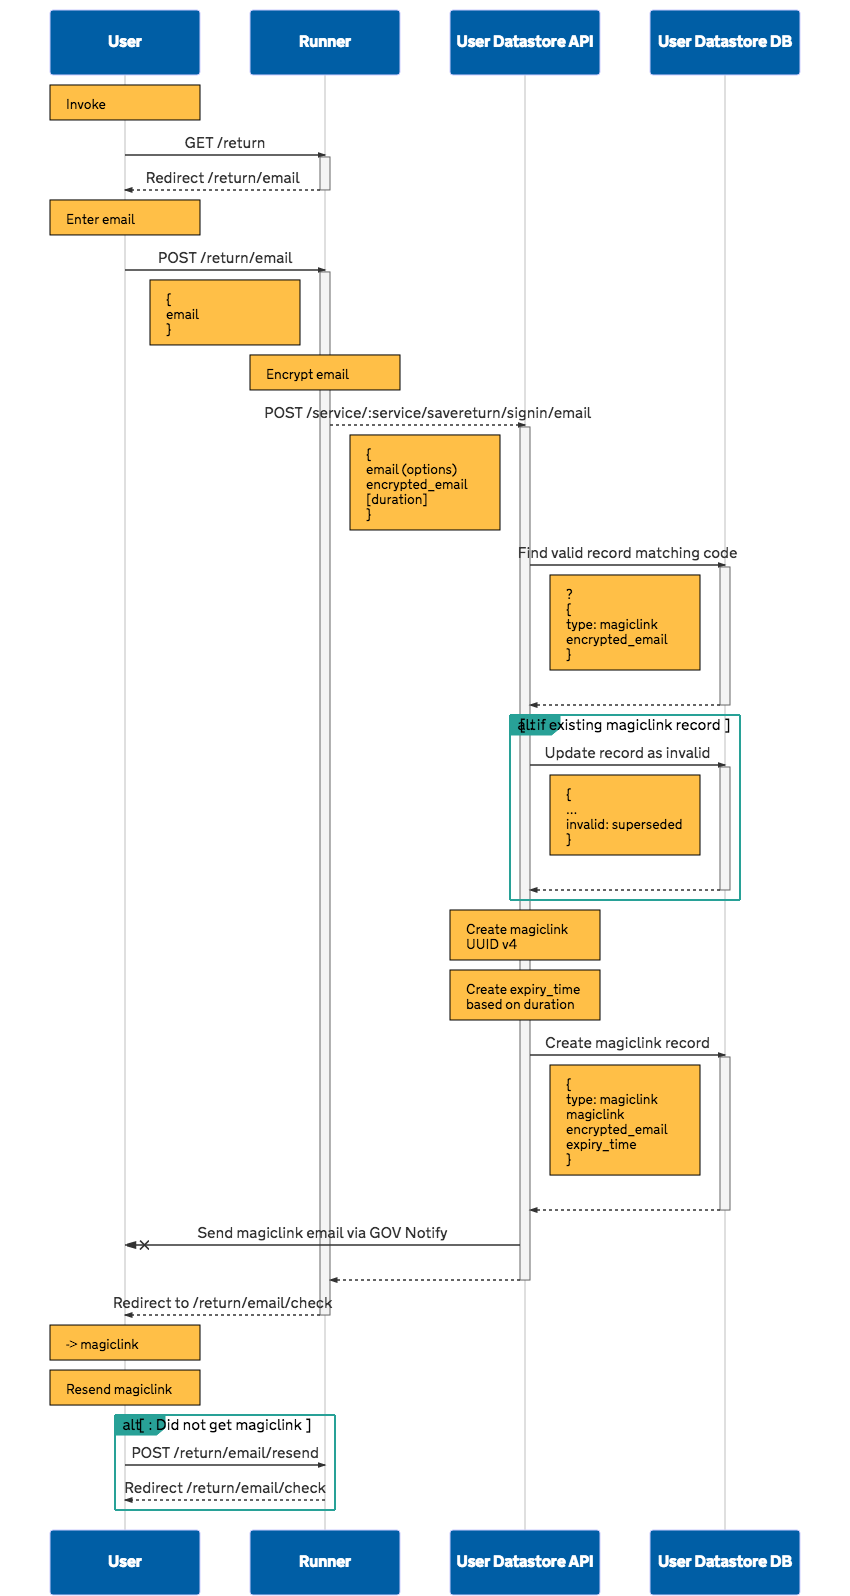 User
Runner
User Datastore API
User Datastore DB
Invoke
GET /return
Redirect /return/email
Enter email
POST /return/email
{
email
}
Encrypt email
POST /service/:service/savereturn/signin/email
{
email (options)
encrypted_email
[duration]
}
Find valid record matching code
?
{
type: magiclink
encrypted_email
}
alt
[ : if existing magiclink record ]
Update record as invalid
{
...
invalid: superseded
}
Create magiclink
UUID v4
Create expiry_time
based on duration
Create magiclink record
{
type: magiclink
magiclink
encrypted_email
expiry_time
}
Send magiclink email via GOV Notify
Redirect to /return/email/check
-> magiclink
Resend magiclink
alt
[ : Did not get magiclink ]
POST /return/email/resend
Redirect /return/email/check
User
Runner
User Datastore API
User Datastore DB